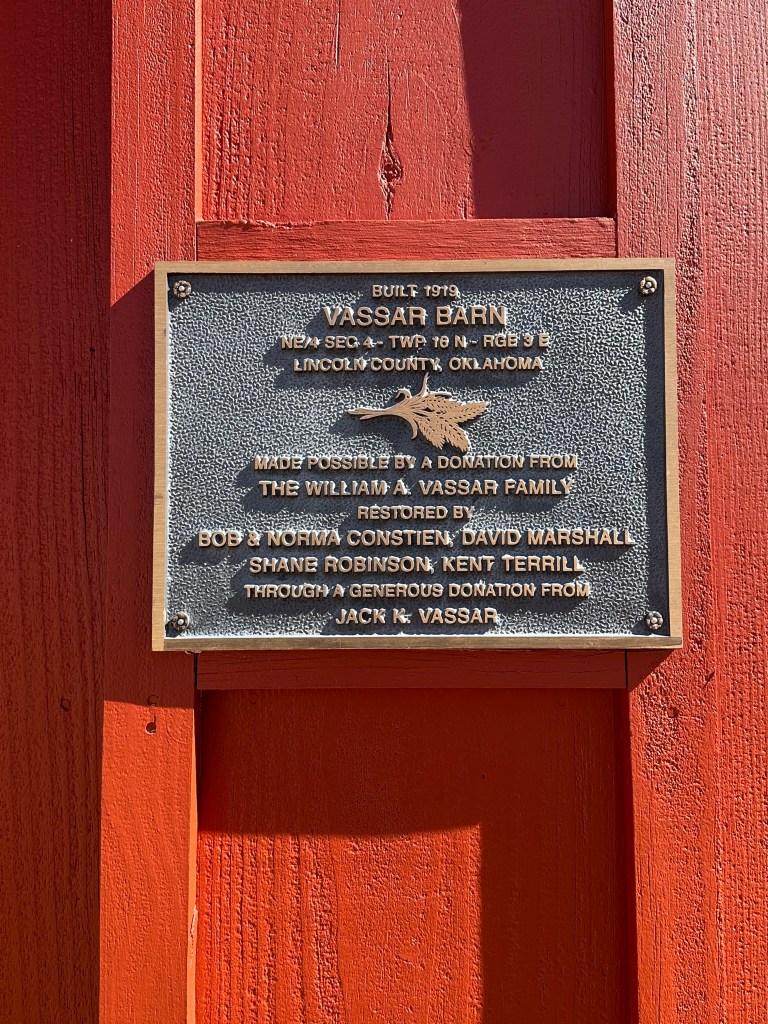 BUILT 1919
VASSAR BARN
NE/4 SEC 4 - TWP. 16 N - RGE 3 E
LINCOLN COUNTY, OKLAHOMA
MADE POSSIBLE BY A DONATION FROM
THE WILLIAM A. VASSAR FAMILY
RESTORED BY
BOB & NORMA CONSTIEN, DAVID MARSHALL
SHANE ROBINSON, KENT TERRILL
THROUGH A GENEROUS DONATION FROM
JACK K. VASSAR